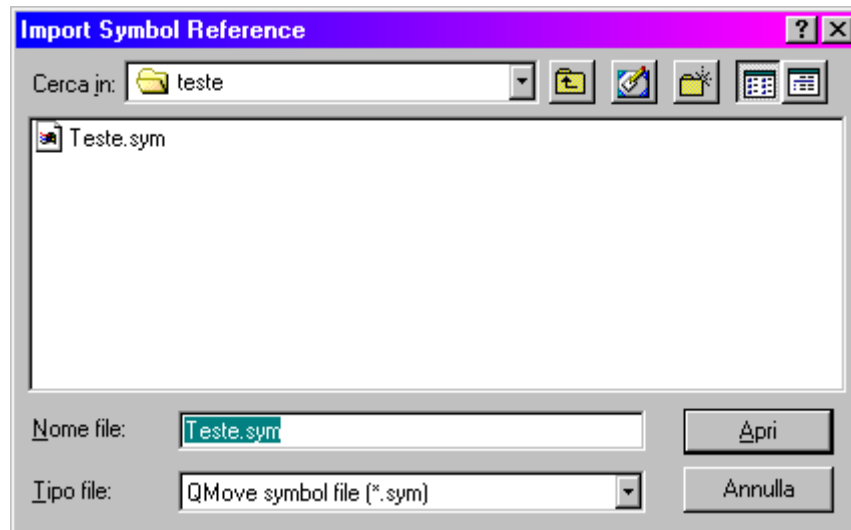 Import Symbol Reference
Cerca in: teste
Teste.sym
Nome file: Teste.sym Apri
Tipo file: QMove symbol file (*.sym) Annulla